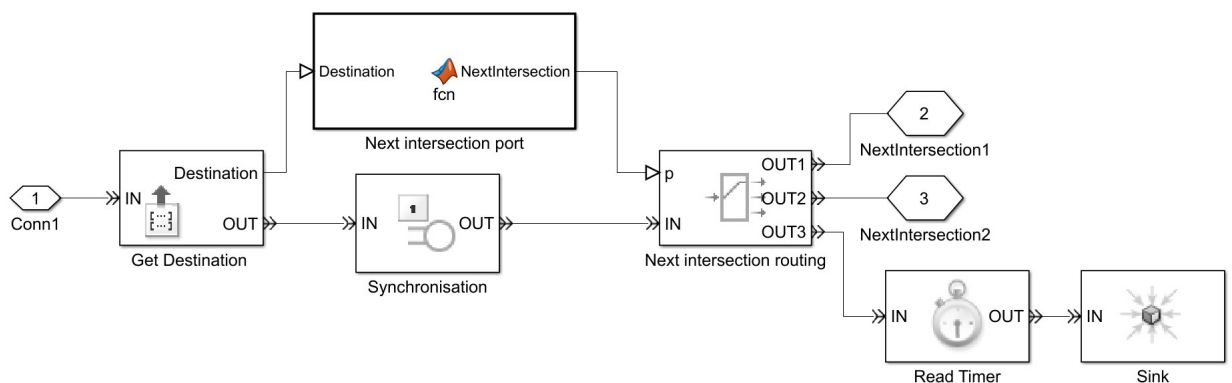 1
Conn1
IN
Destination
OUT
Get Destination
Destination
NextIntersection
fcn
Next intersection port
IN
OUT
Synchronisation
p
IN
OUT1
OUT2
OUT3
Next intersection routing
2
NextIntersection1
3
NextIntersection2
IN
OUT
Read Timer
IN
Sink